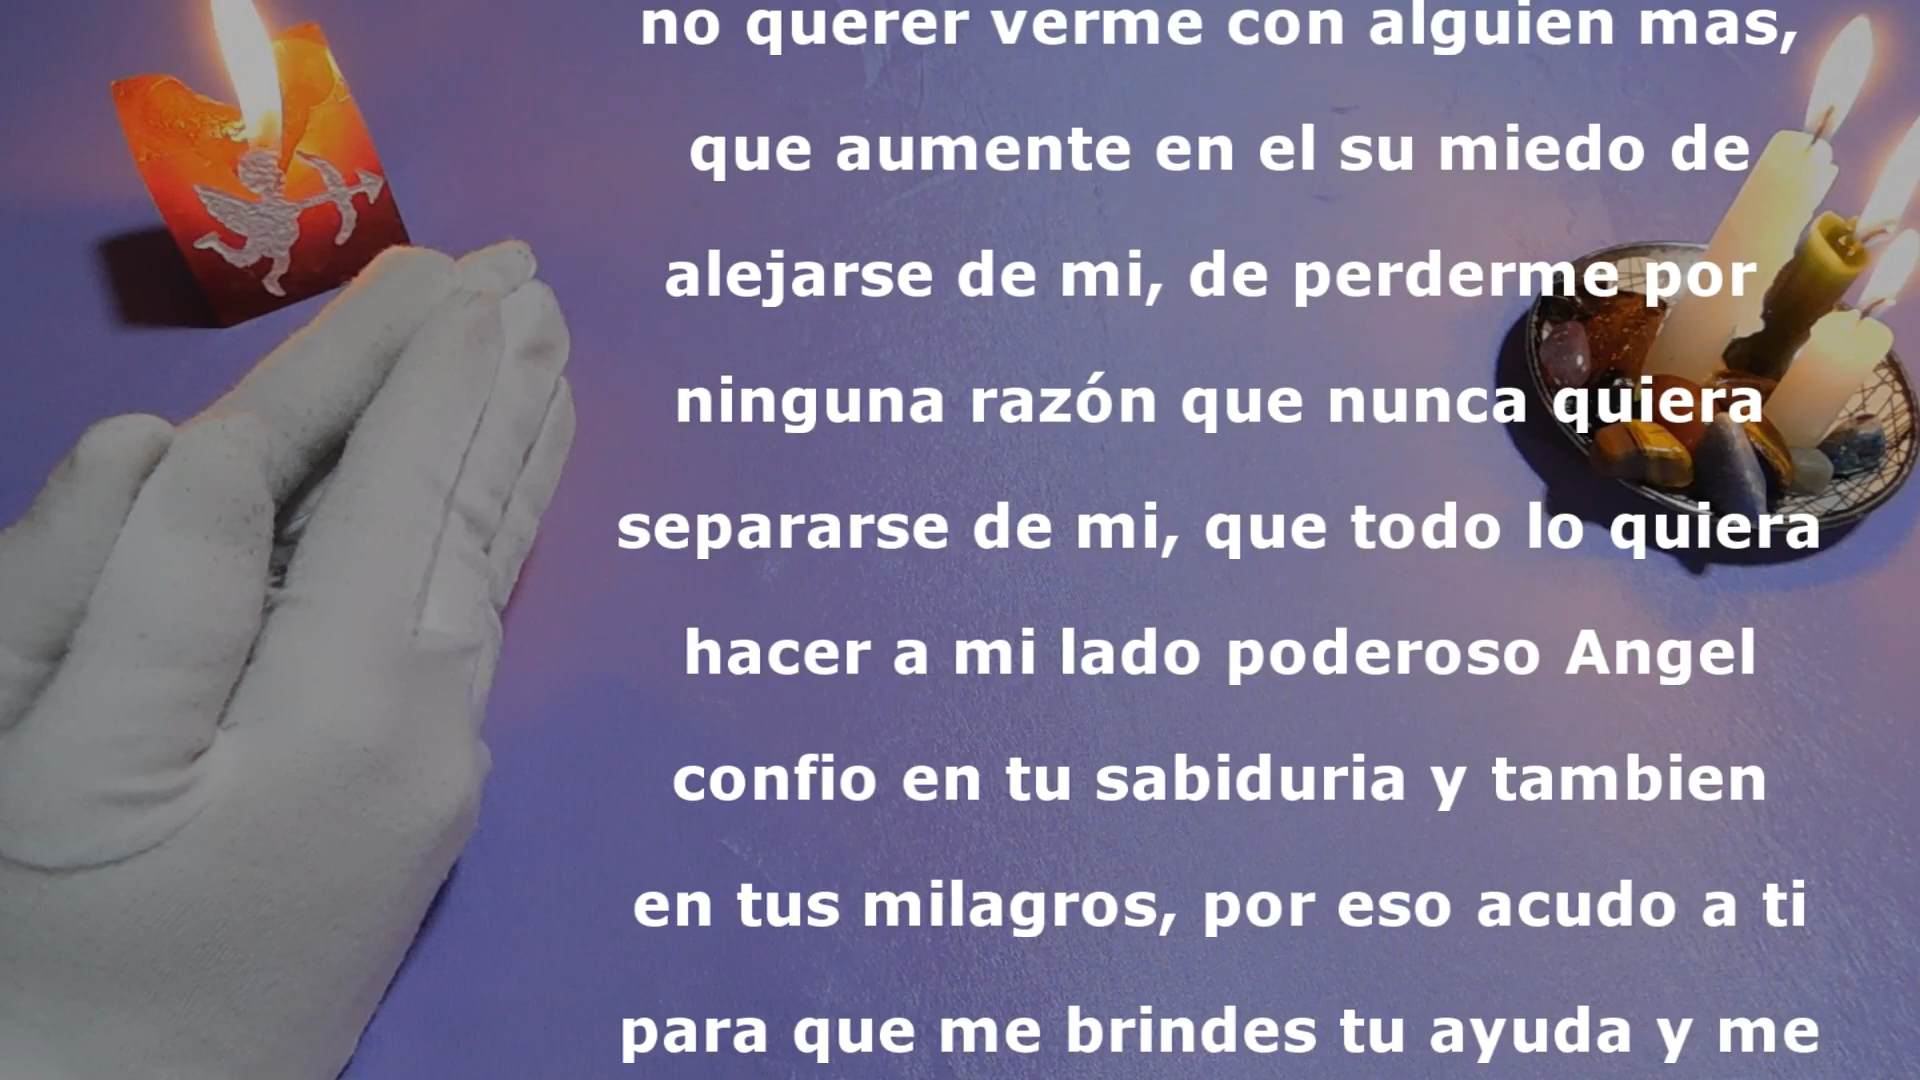 no querer verme con alguien mas,
que aumente en el su miedo de
alejarse de mi, de perderme por
ninguna razón que nunca quiera
separarse de mi, que todo lo quiera
hacer a mi lado poderoso Angel
confio en tu sabiduria y tambien
en tus milagros, por eso acudo a ti
para que me brindes tu ayuda y me